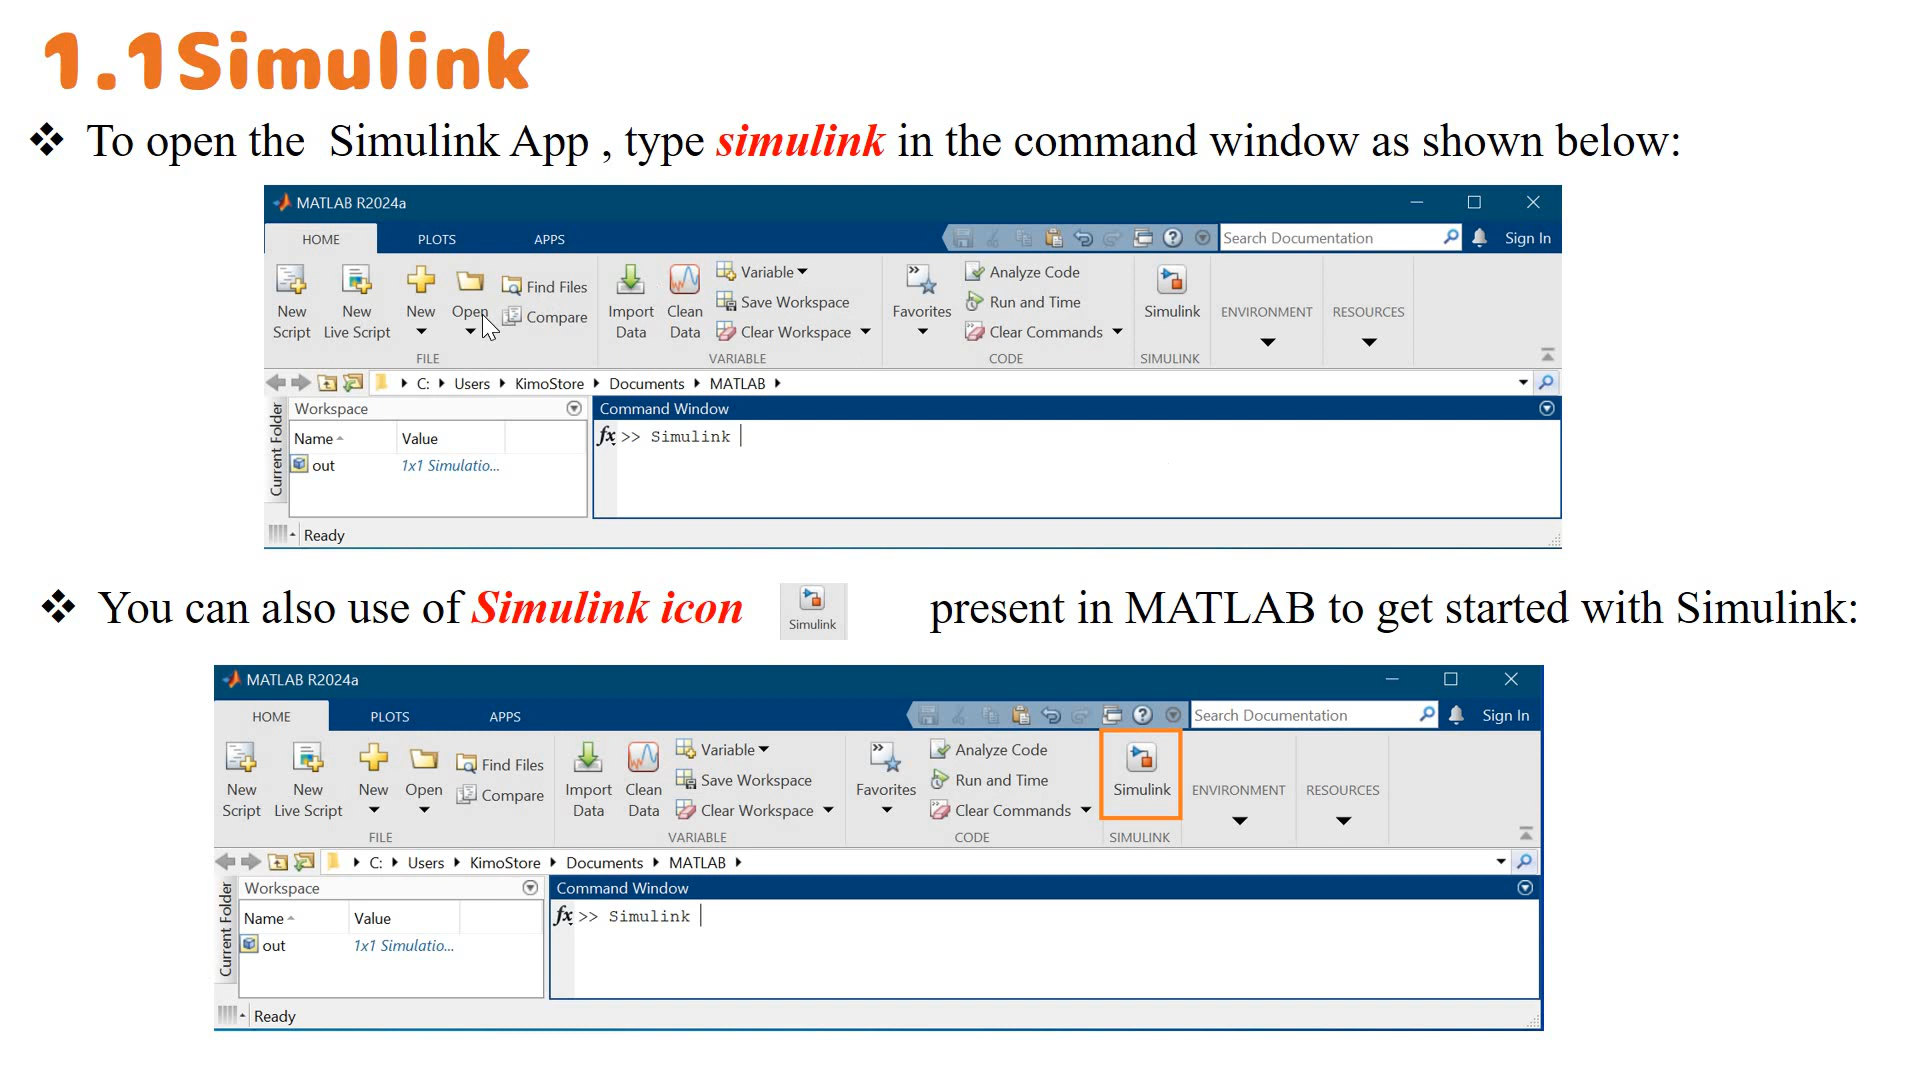 1.1Simulink
❖ To open the Simulink App , type simulink in the command window as shown below:
MATLAB R2024a
HOME PLOTS APPS Search Documentation Sign In
New Script New Live Script New Open Find Files Compare Import Data Clean Data Variable Save Workspace Clear Workspace Favorites Analyze Code Run and Time Clear Commands Simulink ENVIRONMENT RESOURCES
FILE VARIABLE CODE SIMULINK
C: Users KimoStore Documents MATLAB
Current Folder
Workspace
Name Value
out 1x1 Simulatio...
Command Window
fx >> Simulink
Ready
❖ You can also use of Simulink icon Simulink present in MATLAB to get started with Simulink:
MATLAB R2024a
HOME PLOTS APPS Search Documentation Sign In
New Script New Live Script New Open Find Files Compare Import Data Clean Data Variable Save Workspace Clear Workspace Favorites Analyze Code Run and Time Clear Commands Simulink ENVIRONMENT RESOURCES
FILE VARIABLE CODE SIMULINK
C: Users KimoStore Documents MATLAB
Current Folder
Workspace
Name Value
out 1x1 Simulatio...
Command Window
fx >> Simulink
Ready